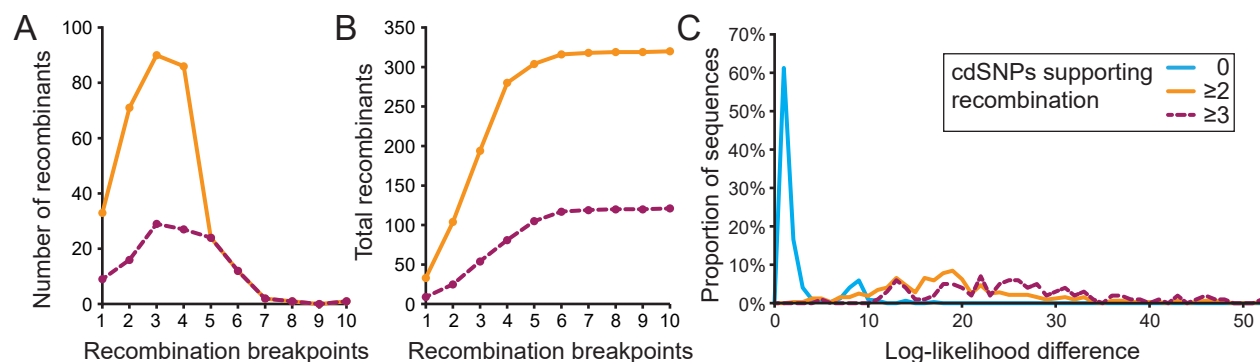 A
Number of recombinants
100
80
60
40
20
0
1 2 3 4 5 6 7 8 9 10
Recombination breakpoints
B
Total recombinants
350
300
250
200
150
100
50
0
1 2 3 4 5 6 7 8 9 10
Recombination breakpoints
C
Proportion of sequences
70%
60%
50%
40%
30%
20%
10%
0%
0 10 20 30 40 50
Log-likelihood difference
cdSNPs supporting
recombination
0
≥2
≥3